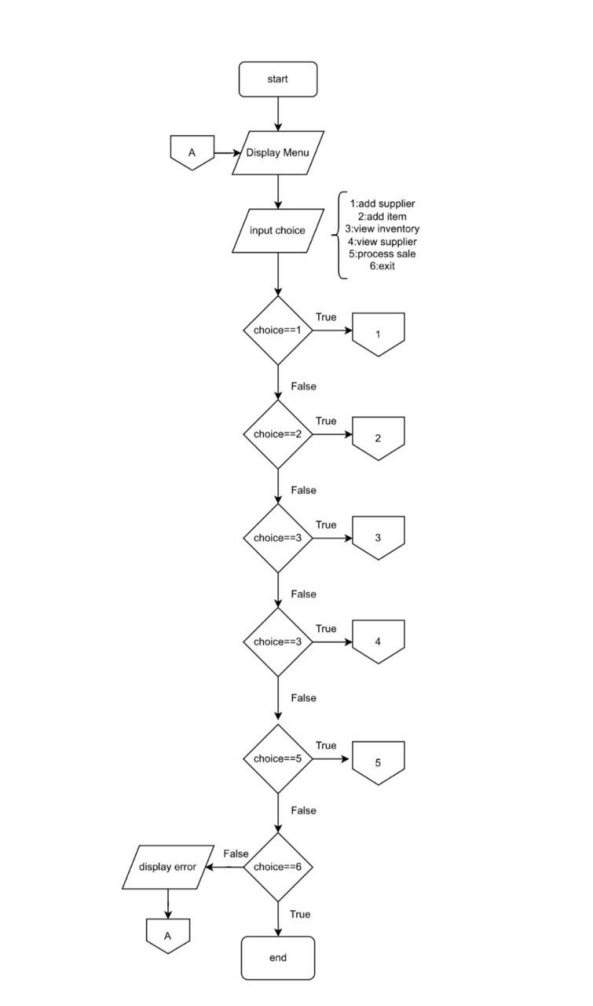 start
A
Display Menu
input choice
1:add supplier
2:add item
3:view inventory
4:view supplier
5:process sale
6:exit
choice==1
True
1
False
choice==2
True
2
False
choice==3
True
3
False
choice==3
True
4
False
choice==5
True
5
False
choice==6
False
display error
A
True
end